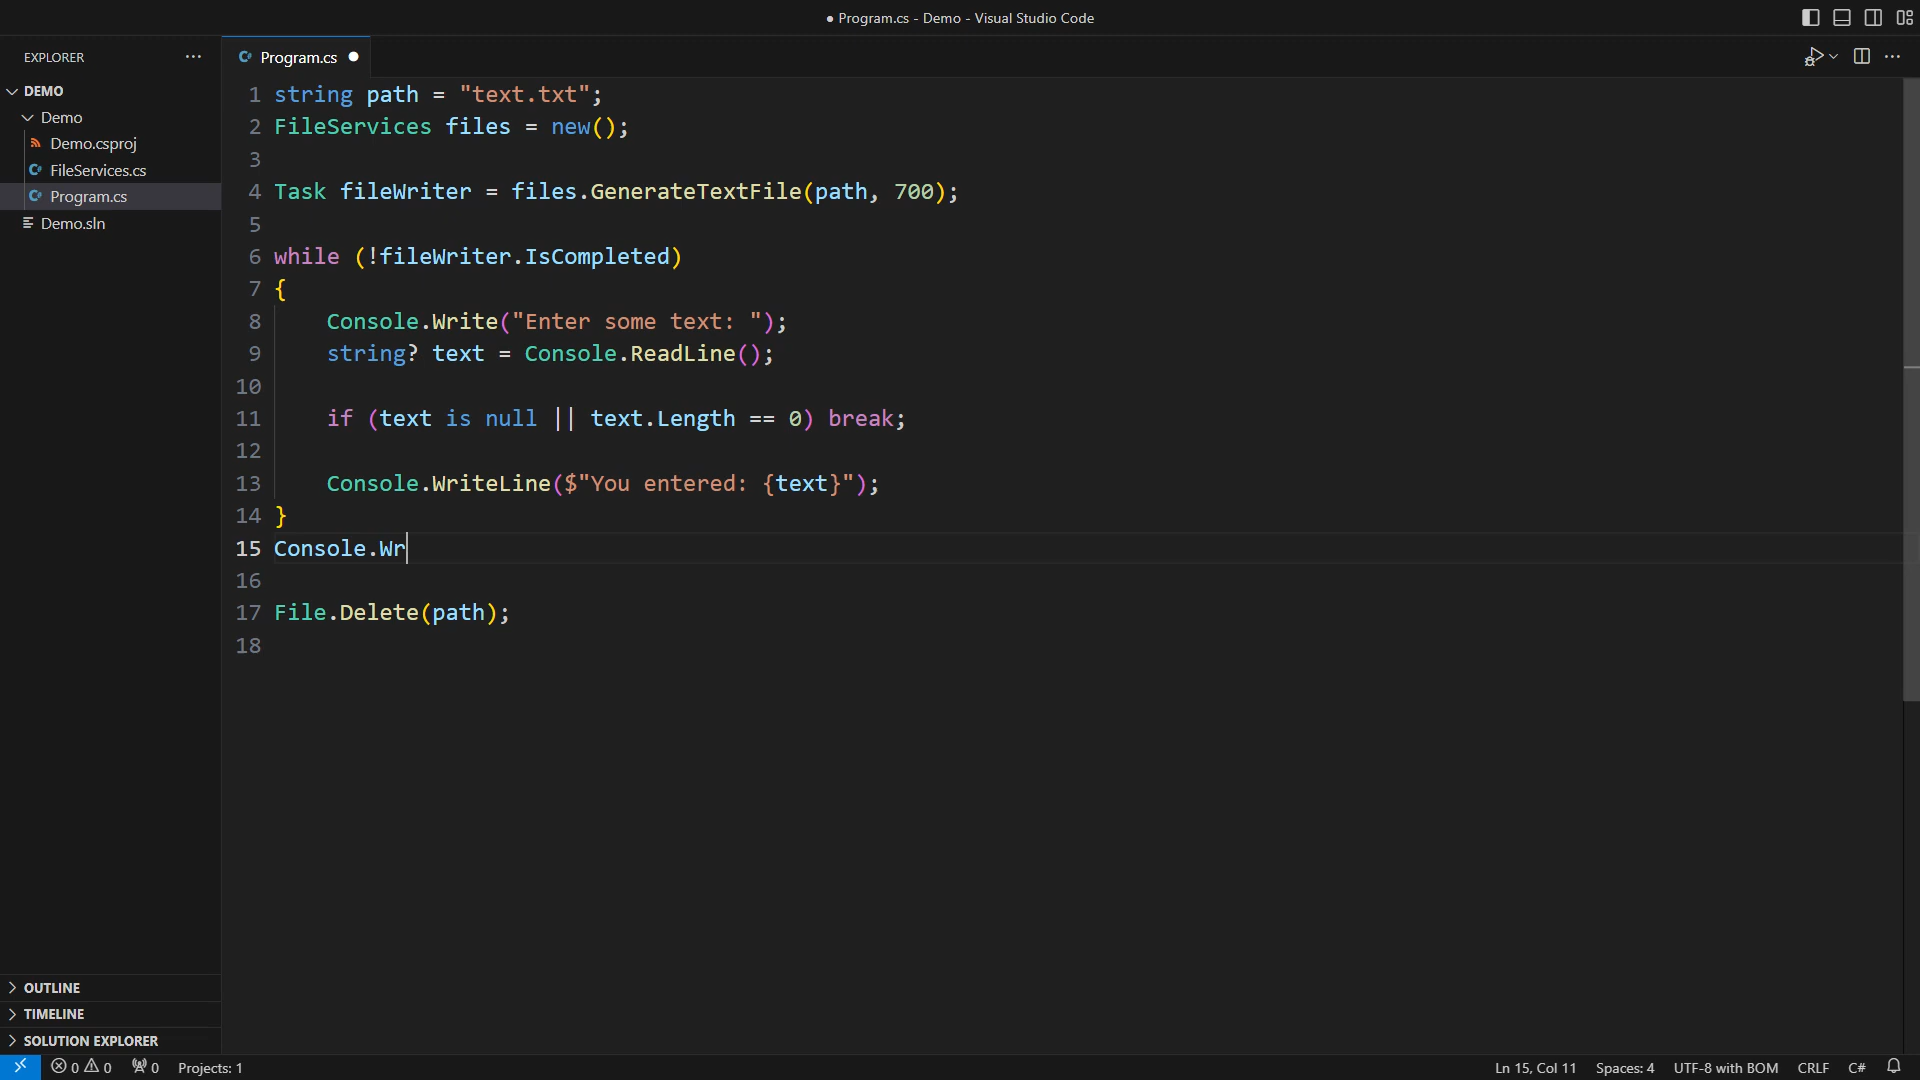 ● Program.cs - Demo - Visual Studio Code
EXPLORER
Program.cs
DEMO
Demo
Demo.csproj
FileServices.cs
Program.cs
Demo.sln
1 string path = "text.txt";
2 FileServices files = new();
3
4 Task fileWriter = files.GenerateTextFile(path, 700);
5
6 while (!fileWriter.IsCompleted)
7 {
8     Console.Write("Enter some text: ");
9     string? text = Console.ReadLine();
10
11     if (text is null || text.Length == 0) break;
12
13     Console.WriteLine($"You entered: {text}");
14 }
15 Console.Wr
16
17 File.Delete(path);
18
OUTLINE
TIMELINE
SOLUTION EXPLORER
0 0 0 Projects: 1 Ln 15, Col 11 Spaces: 4 UTF-8 with BOM CRLF C#